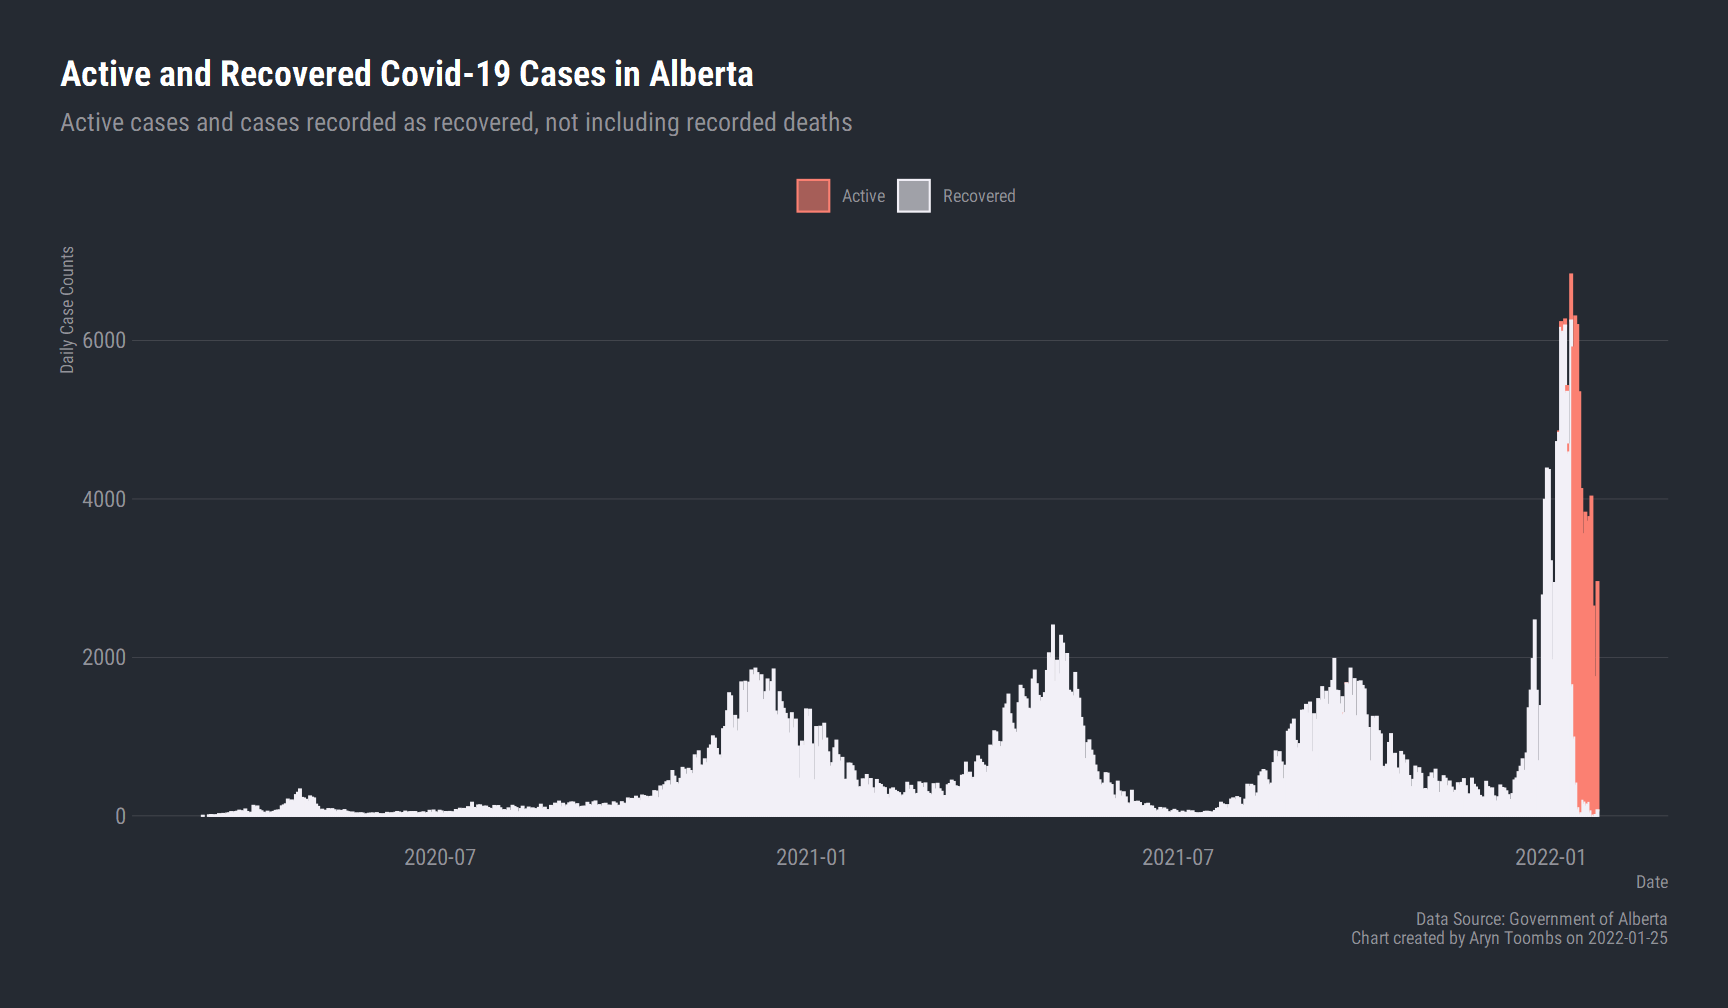 Active and Recovered Covid-19 Cases in Alberta
Active cases and cases recorded as recovered, not including recorded deaths
Active
Recovered
Daily Case Counts
6000
4000
2000
0
2020-07
2021-01
2021-07
2022-01
Date
Data Source: Government of Alberta
Chart created by Aryn Toombs on 2022-01-25